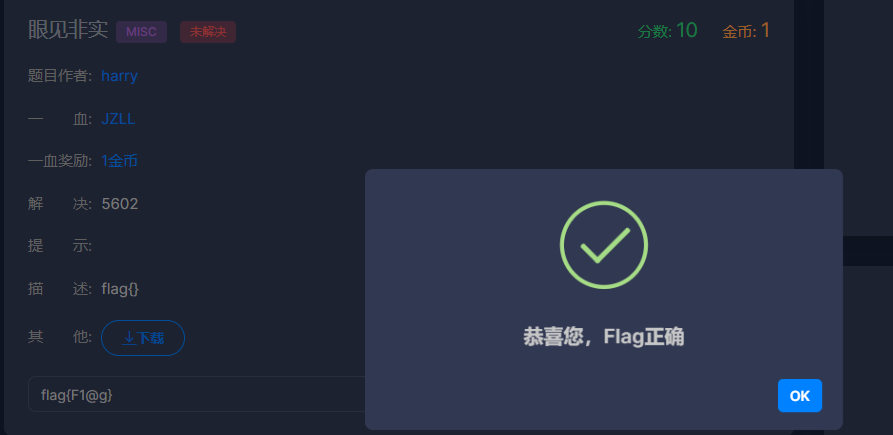 眼见非实 MISC 未解决 分数: 10 金币: 1
题目作者: harry
一 血: JZLL
一血奖励: 1金币
解 决: 5602
提 示:
描 述: flag{}
其 他: 下载
flag{F1@g}
恭喜您，Flag正确
OK